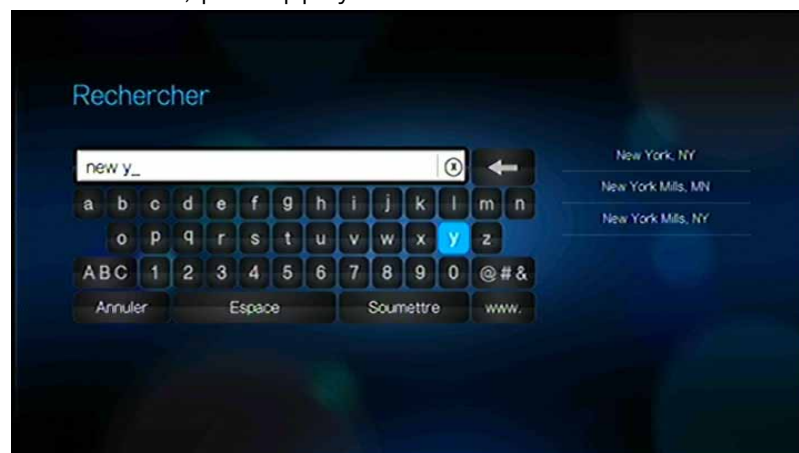 Rechercher
new y_
New York, NY
New York Mills, MN
New York Mills, NY
a b c d e f g h i j k l m n
o p q r s t u v w x y z
ABC 1 2 3 4 5 6 7 8 9 0 @#&
Annuler Espace Soumettre www.